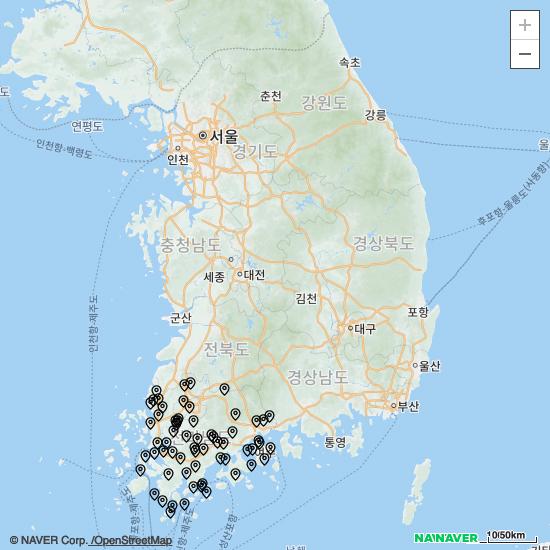 +
−
속초
춘천
강원도
강릉
연평도
서울
인천
경기도
인천항-백령도
울
후포항-울릉도(사동항)
충청남도
경상북도
세종
대전
김천
인천항-제주도
군산
포항
대구
전북도
울산
경상남도
부산
통영
© NAVER Corp. /OpenStreetMap
NAVER
10/50km